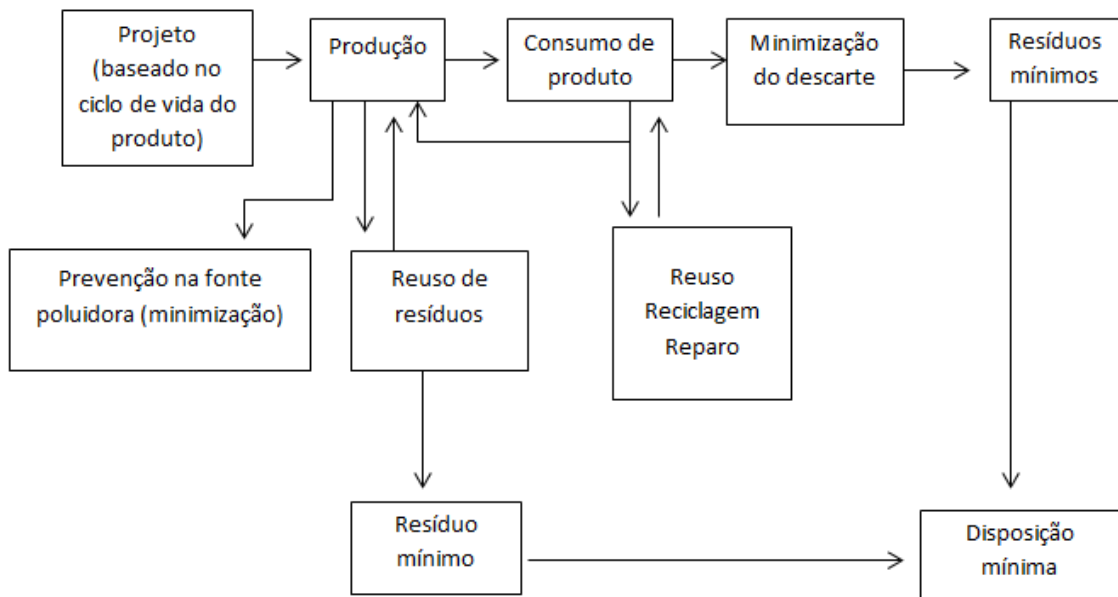 Projeto
(baseado no
ciclo de vida do
produto)
Produção
Consumo de
produto
Minimização
do descarte
Resíduos
mínimos
Prevenção na fonte
poluidora (minimização)
Reuso de
resíduos
Reuso
Reciclagem
Reparo
Resíduo
mínimo
Disposição
mínima